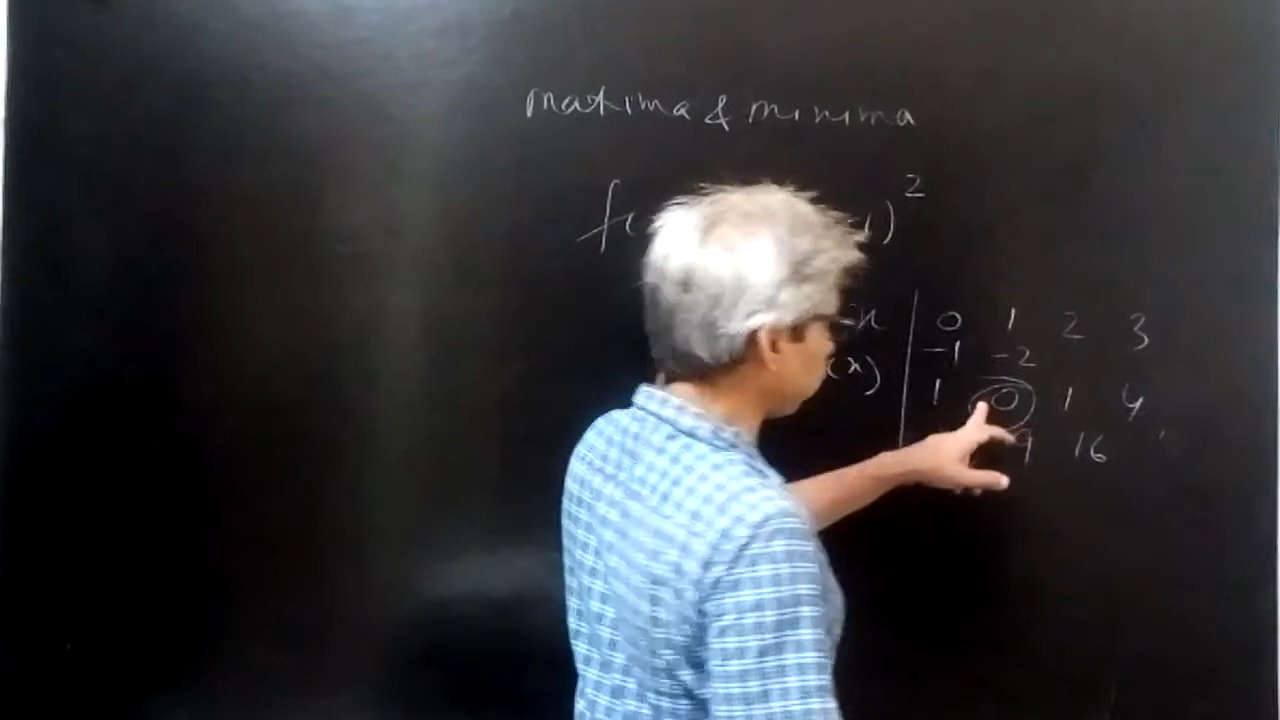 maxima & minima
f( 1)²
x 0 1 2 3
-1 -2
(x) 1 0 1 4
9 16